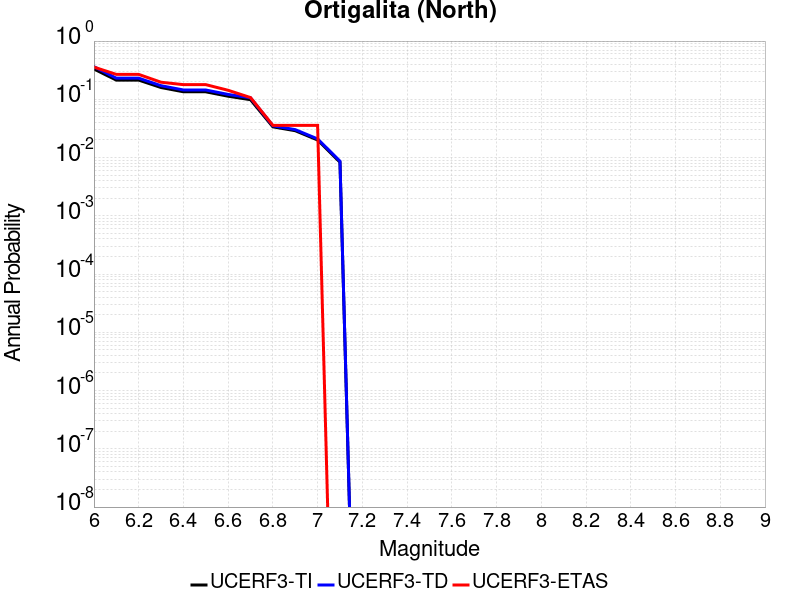 Ortigalita (North)
10^0
10^-1
10^-2
10^-3
10^-4
10^-5
10^-6
10^-7
10^-8
Annual Probability
6 6.2 6.4 6.6 6.8 7 7.2 7.4 7.6 7.8 8 8.2 8.4 8.6 8.8 9
Magnitude
UCERF3-TI UCERF3-TD UCERF3-ETAS